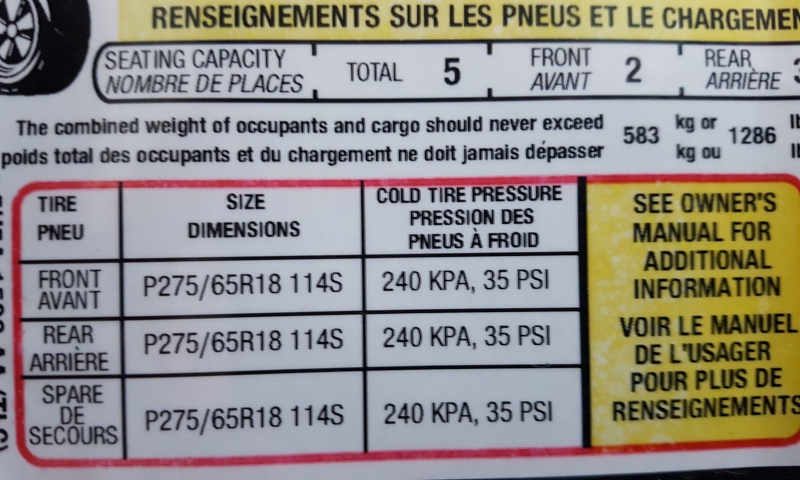 RENSEIGNEMENTS SUR LES PNEUS ET LE CHARGEMEN
SEATING CAPACITY
NOMBRE DE PLACES
TOTAL 5
FRONT
AVANT
2
REAR
ARRIÈRE
The combined weight of occupants and cargo should never exceed
poids total des occupants et du chargement ne doit jamais dépasser
583
kg or
kg ou
1286
TIRE
PNEU
SIZE
DIMENSIONS
COLD TIRE PRESSURE
PRESSION DES
PNEUS À FROID
FRONT
AVANT
P275/65R18 114S
240 KPA, 35 PSI
REAR
ARRIÈRE
P275/65R18 114S
240 KPA, 35 PSI
SPARE
DE
SECOURS
P275/65R18 114S
240 KPA, 35 PSI
SEE OWNER'S
MANUAL FOR
ADDITIONAL
INFORMATION
VOIR LE MANUEL
DE L'USAGER
POUR PLUS DE
RENSEIGNEMENTS